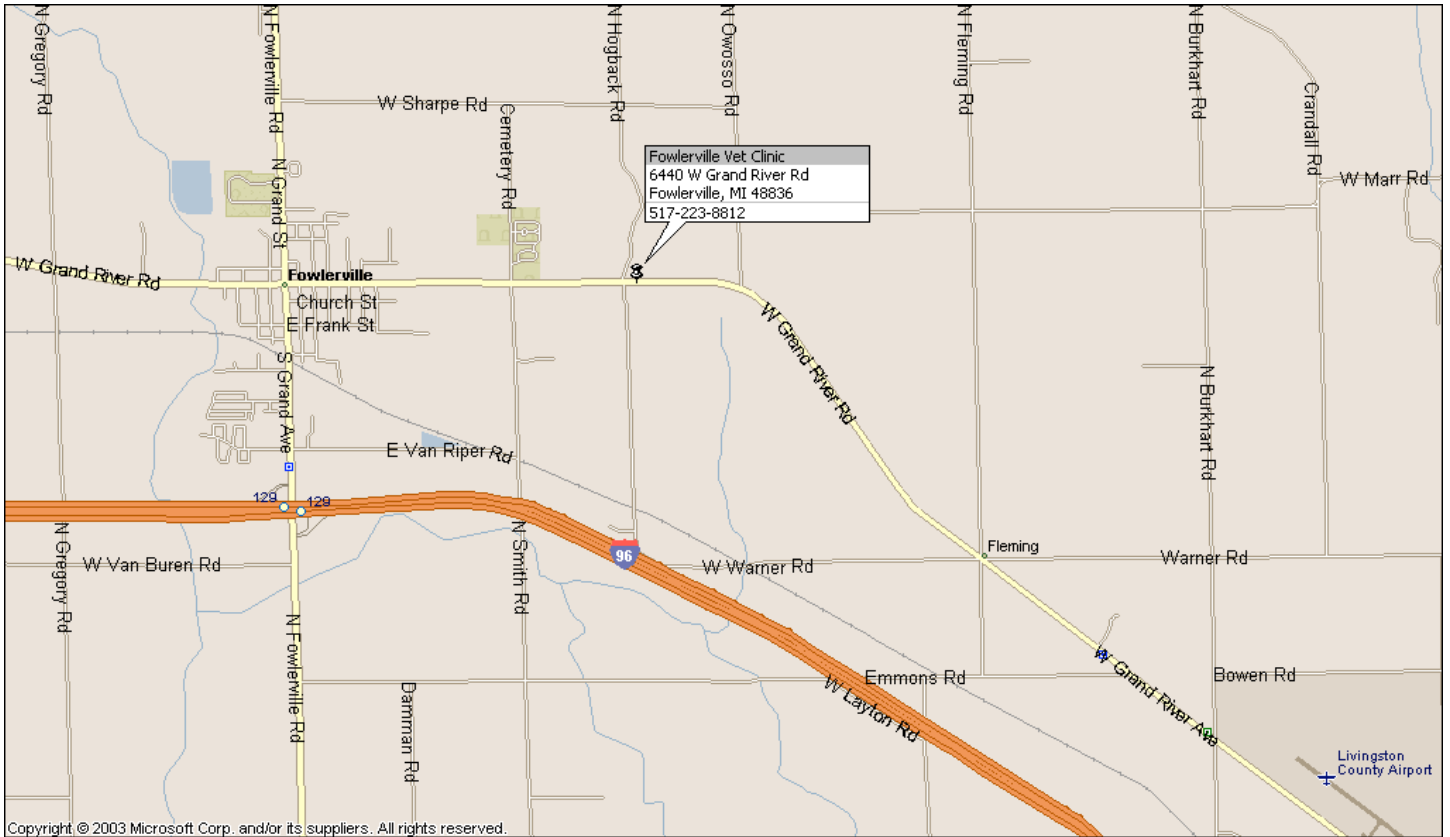 N Gregory Rd
N Fowlerville Rd
N Hogback Rd
N Owosso Rd
N Fleming Rd
N Burkhart Rd
Crandall Rd
W Sharpe Rd
Cemetery Rd
N Grand St
Fowlerville Vet Clinic
6440 W Grand River Rd
Fowlerville, MI 48836
517-223-8812
W Marr Rd
W Grand River Rd
Fowlerville
Church St
E Frank St
W Grand River Rd
S Grand Ave
N Burkhart Rd
E Van Riper Rd
129
129
N Gregory Rd
W Van Buren Rd
N Smith Rd
96
W Warner Rd
Fleming
Warner Rd
N Fowlerville Rd
Damman Rd
Emmons Rd
W Layton Rd
W Grand River Ave
Bowen Rd
Livingston
County Airport
Copyright © 2003 Microsoft Corp. and/or its suppliers. All rights reserved.